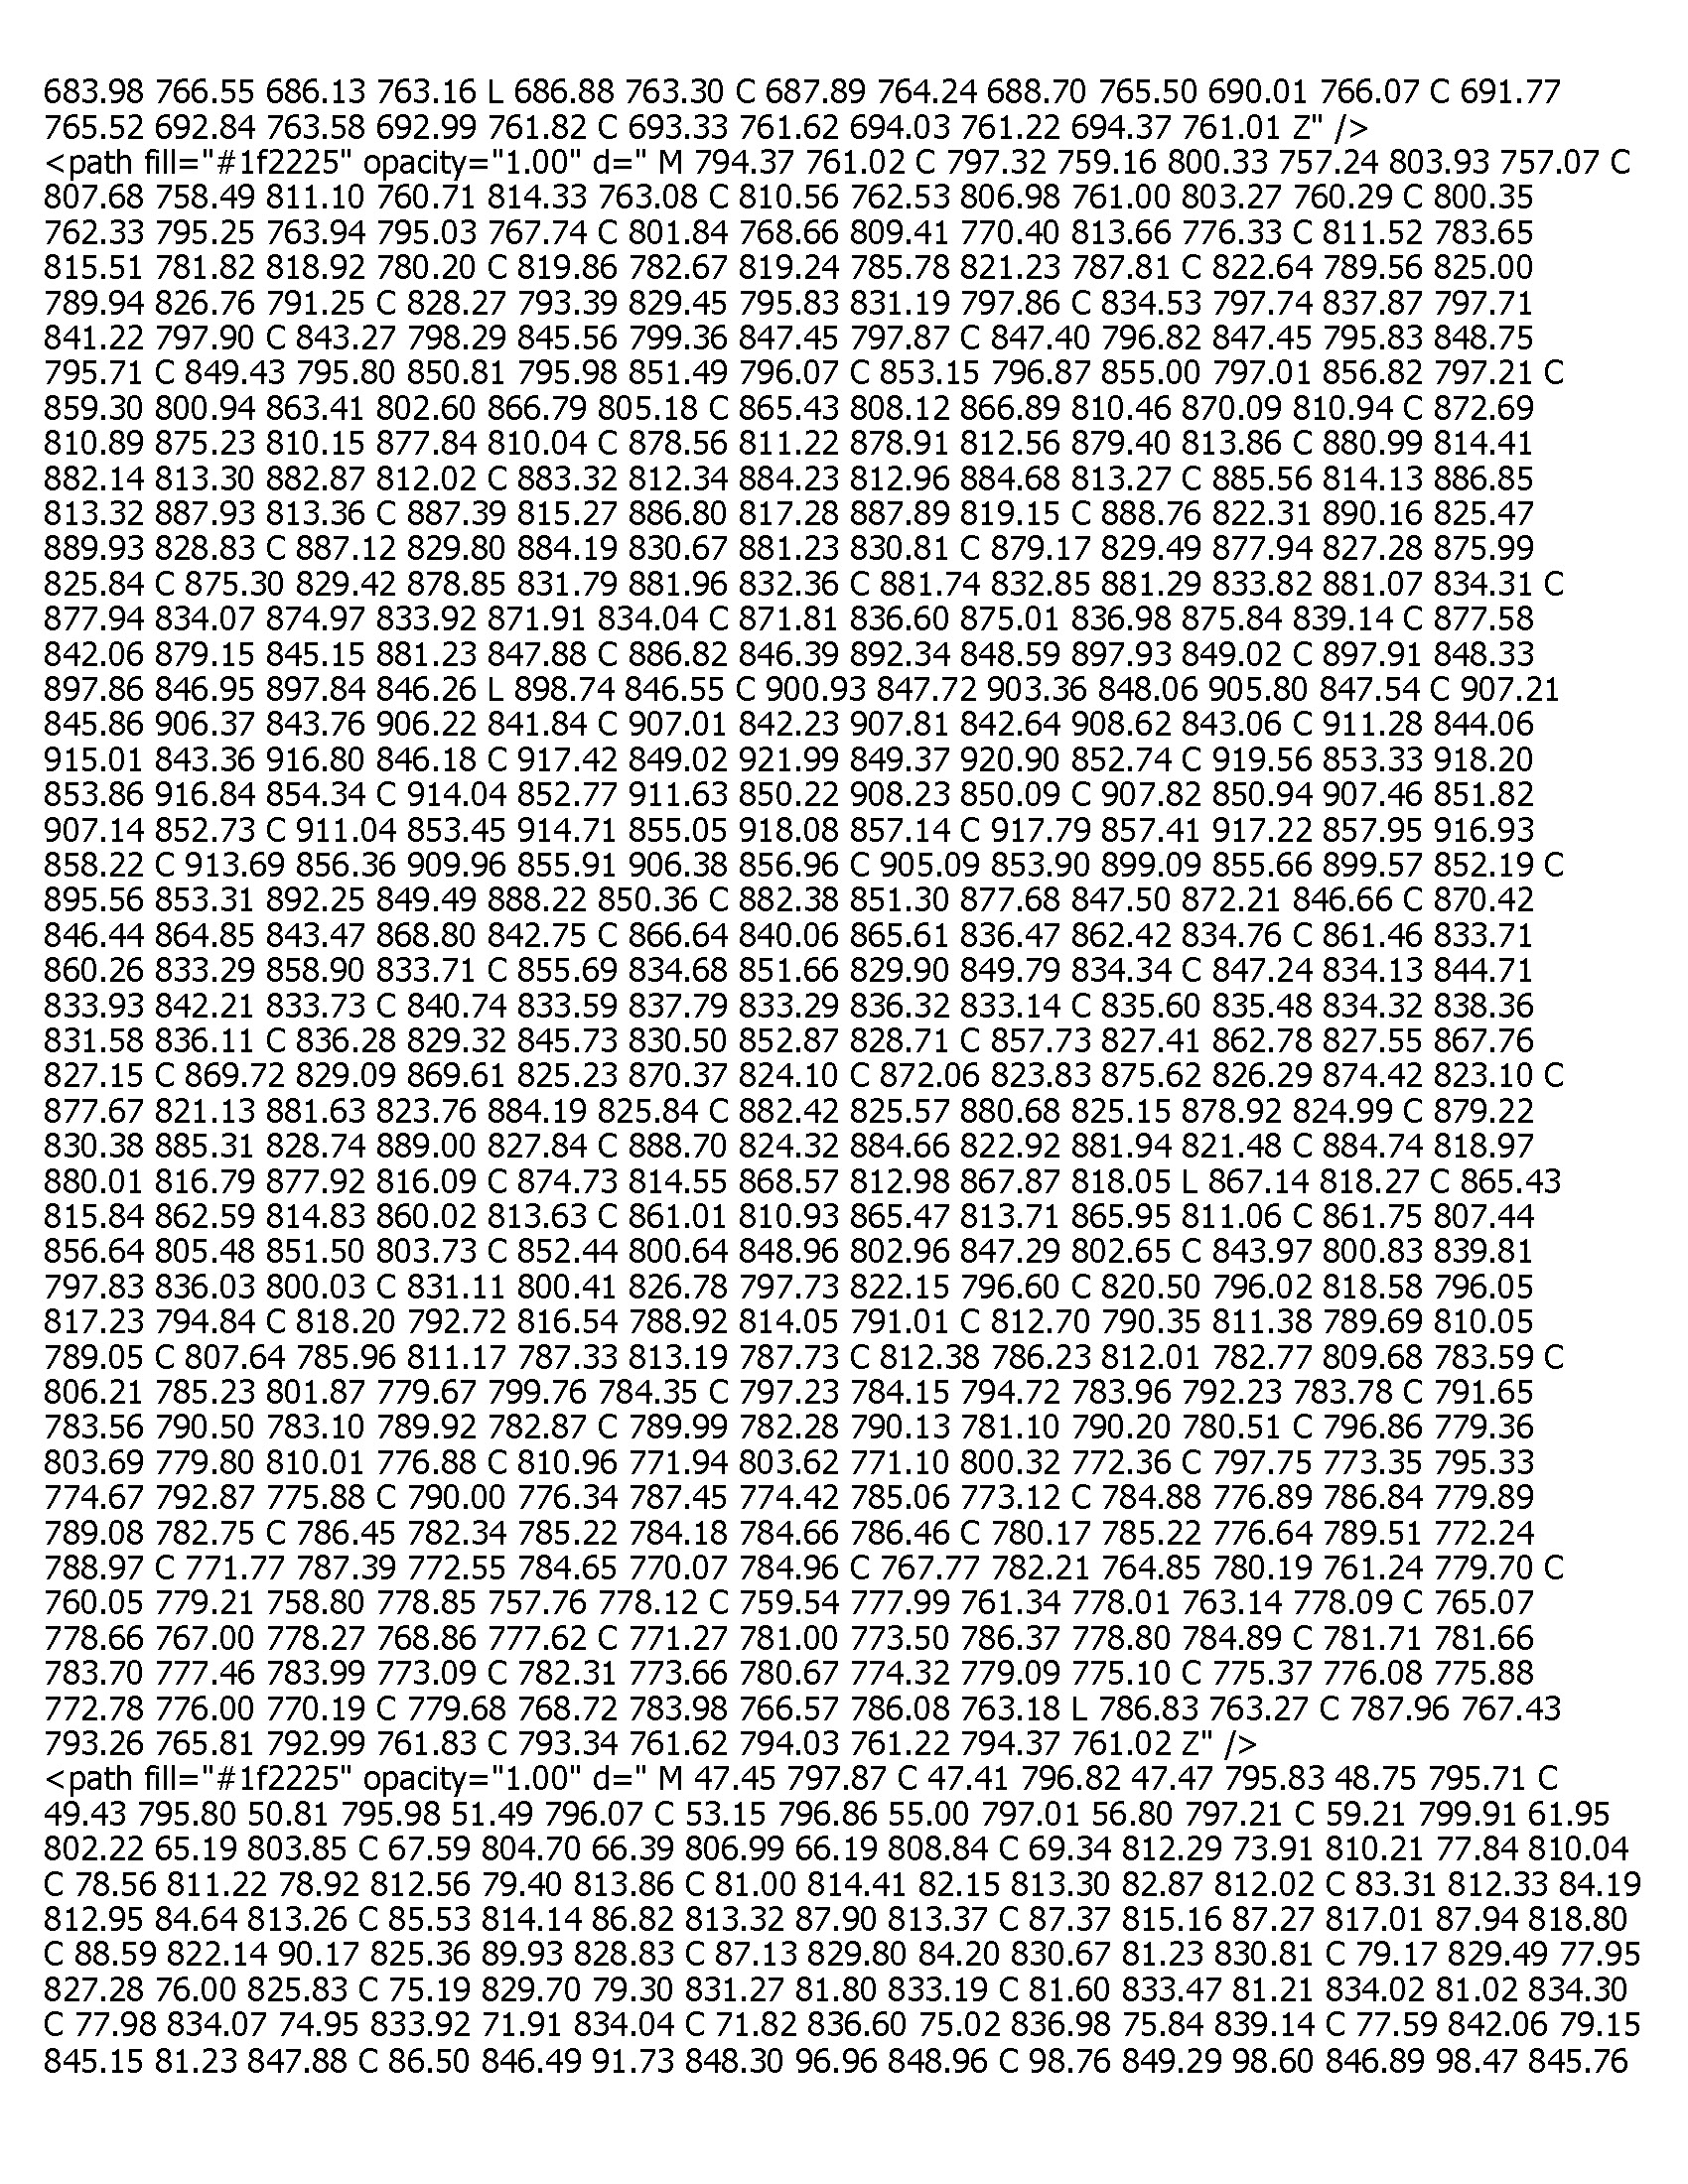 683.98 766.55 686.13 763.16 L 686.88 763.30 C 687.89 764.24 688.70 765.50 690.01 766.07 C 691.77
765.52 692.84 763.58 692.99 761.82 C 693.33 761.62 694.03 761.22 694.37 761.01 Z" />
<path fill="#1f2225" opacity="1.00" d=" M 794.37 761.02 C 797.32 759.16 800.33 757.24 803.93 757.07 C
807.68 758.49 811.10 760.71 814.33 763.08 C 810.56 762.53 806.98 761.00 803.27 760.29 C 800.35
762.33 795.25 763.94 795.03 767.74 C 801.84 768.66 809.41 770.40 813.66 776.33 C 811.52 783.65
815.51 781.82 818.92 780.20 C 819.86 782.67 819.24 785.78 821.23 787.81 C 822.64 789.56 825.00
789.94 826.76 791.25 C 828.27 793.39 829.45 795.83 831.19 797.86 C 834.53 797.74 837.87 797.71
841.22 797.90 C 843.27 798.29 845.56 799.36 847.45 797.87 C 847.40 796.82 847.45 795.83 848.75
795.71 C 849.43 795.80 850.81 795.98 851.49 796.07 C 853.15 796.87 855.00 797.01 856.82 797.21 C
859.30 800.94 863.41 802.60 866.79 805.18 C 865.43 808.12 866.89 810.46 870.09 810.94 C 872.69
810.89 875.23 810.15 877.84 810.04 C 878.56 811.22 878.91 812.56 879.40 813.86 C 880.99 814.41
882.14 813.30 882.87 812.02 C 883.32 812.34 884.23 812.96 884.68 813.27 C 885.56 814.13 886.85
813.32 887.93 813.36 C 887.39 815.27 886.80 817.28 887.89 819.15 C 888.76 822.31 890.16 825.47
889.93 828.83 C 887.12 829.80 884.19 830.67 881.23 830.81 C 879.17 829.49 877.94 827.28 875.99
825.84 C 875.30 829.42 878.85 831.79 881.96 832.36 C 881.74 832.85 881.29 833.82 881.07 834.31 C
877.94 834.07 874.97 833.92 871.91 834.04 C 871.81 836.60 875.01 836.98 875.84 839.14 C 877.58
842.06 879.15 845.15 881.23 847.88 C 886.82 846.39 892.34 848.59 897.93 849.02 C 897.91 848.33
897.86 846.95 897.84 846.26 L 898.74 846.55 C 900.93 847.72 903.36 848.06 905.80 847.54 C 907.21
845.86 906.37 843.76 906.22 841.84 C 907.01 842.23 907.81 842.64 908.62 843.06 C 911.28 844.06
915.01 843.36 916.80 846.18 C 917.42 849.02 921.99 849.37 920.90 852.74 C 919.56 853.33 918.20
853.86 916.84 854.34 C 914.04 852.77 911.63 850.22 908.23 850.09 C 907.82 850.94 907.46 851.82
907.14 852.73 C 911.04 853.45 914.71 855.05 918.08 857.14 C 917.79 857.41 917.22 857.95 916.93
858.22 C 913.69 856.36 909.96 855.91 906.38 856.96 C 905.09 853.90 899.09 855.66 899.57 852.19 C
895.56 853.31 892.25 849.49 888.22 850.36 C 882.38 851.30 877.68 847.50 872.21 846.66 C 870.42
846.44 864.85 843.47 868.80 842.75 C 866.64 840.06 865.61 836.47 862.42 834.76 C 861.46 833.71
860.26 833.29 858.90 833.71 C 855.69 834.68 851.66 829.90 849.79 834.34 C 847.24 834.13 844.71
833.93 842.21 833.73 C 840.74 833.59 837.79 833.29 836.32 833.14 C 835.60 835.48 834.32 838.36
831.58 836.11 C 836.28 829.32 845.73 830.50 852.87 828.71 C 857.73 827.41 862.78 827.55 867.76
827.15 C 869.72 829.09 869.61 825.23 870.37 824.10 C 872.06 823.83 875.62 826.29 874.42 823.10 C
877.67 821.13 881.63 823.76 884.19 825.84 C 882.42 825.57 880.68 825.15 878.92 824.99 C 879.22
830.38 885.31 828.74 889.00 827.84 C 888.70 824.32 884.66 822.92 881.94 821.48 C 884.74 818.97
880.01 816.79 877.92 816.09 C 874.73 814.55 868.57 812.98 867.87 818.05 L 867.14 818.27 C 865.43
815.84 862.59 814.83 860.02 813.63 C 861.01 810.93 865.47 813.71 865.95 811.06 C 861.75 807.44
856.64 805.48 851.50 803.73 C 852.44 800.64 848.96 802.96 847.29 802.65 C 843.97 800.83 839.81
797.83 836.03 800.03 C 831.11 800.41 826.78 797.73 822.15 796.60 C 820.50 796.02 818.58 796.05
817.23 794.84 C 818.20 792.72 816.54 788.92 814.05 791.01 C 812.70 790.35 811.38 789.69 810.05
789.05 C 807.64 785.96 811.17 787.33 813.19 787.73 C 812.38 786.23 812.01 782.77 809.68 783.59 C
806.21 785.23 801.87 779.67 799.76 784.35 C 797.23 784.15 794.72 783.96 792.23 783.78 C 791.65
783.56 790.50 783.10 789.92 782.87 C 789.99 782.28 790.13 781.10 790.20 780.51 C 796.86 779.36
803.69 779.80 810.01 776.88 C 810.96 771.94 803.62 771.10 800.32 772.36 C 797.75 773.35 795.33
774.67 792.87 775.88 C 790.00 776.34 787.45 774.42 785.06 773.12 C 784.88 776.89 786.84 779.89
789.08 782.75 C 786.45 782.34 785.22 784.18 784.66 786.46 C 780.17 785.22 776.64 789.51 772.24
788.97 C 771.77 787.39 772.55 784.65 770.07 784.96 C 767.77 782.21 764.85 780.19 761.24 779.70 C
760.05 779.21 758.80 778.85 757.76 778.12 C 759.54 777.99 761.34 778.01 763.14 778.09 C 765.07
778.66 767.00 778.27 768.86 777.62 C 771.27 781.00 773.50 786.37 778.80 784.89 C 781.71 781.66
783.70 777.46 783.99 773.09 C 782.31 773.66 780.67 774.32 779.09 775.10 C 775.37 776.08 775.88
772.78 776.00 770.19 C 779.68 768.72 783.98 766.57 786.08 763.18 L 786.83 763.27 C 787.96 767.43
793.26 765.81 792.99 761.83 C 793.34 761.62 794.03 761.22 794.37 761.02 Z" />
<path fill="#1f2225" opacity="1.00" d=" M 47.45 797.87 C 47.41 796.82 47.47 795.83 48.75 795.71 C
49.43 795.80 50.81 795.98 51.49 796.07 C 53.15 796.86 55.00 797.01 56.80 797.21 C 59.21 799.91 61.95
802.22 65.19 803.85 C 67.59 804.70 66.39 806.99 66.19 808.84 C 69.34 812.29 73.91 810.21 77.84 810.04
C 78.56 811.22 78.92 812.56 79.40 813.86 C 81.00 814.41 82.15 813.30 82.87 812.02 C 83.31 812.33 84.19
812.95 84.64 813.26 C 85.53 814.14 86.82 813.32 87.90 813.37 C 87.37 815.16 87.27 817.01 87.94 818.80
C 88.59 822.14 90.17 825.36 89.93 828.83 C 87.13 829.80 84.20 830.67 81.23 830.81 C 79.17 829.49 77.95
827.28 76.00 825.83 C 75.19 829.70 79.30 831.27 81.80 833.19 C 81.60 833.47 81.21 834.02 81.02 834.30
C 77.98 834.07 74.95 833.92 71.91 834.04 C 71.82 836.60 75.02 836.98 75.84 839.14 C 77.59 842.06 79.15
845.15 81.23 847.88 C 86.50 846.49 91.73 848.30 96.96 848.96 C 98.76 849.29 98.60 846.89 98.47 845.76